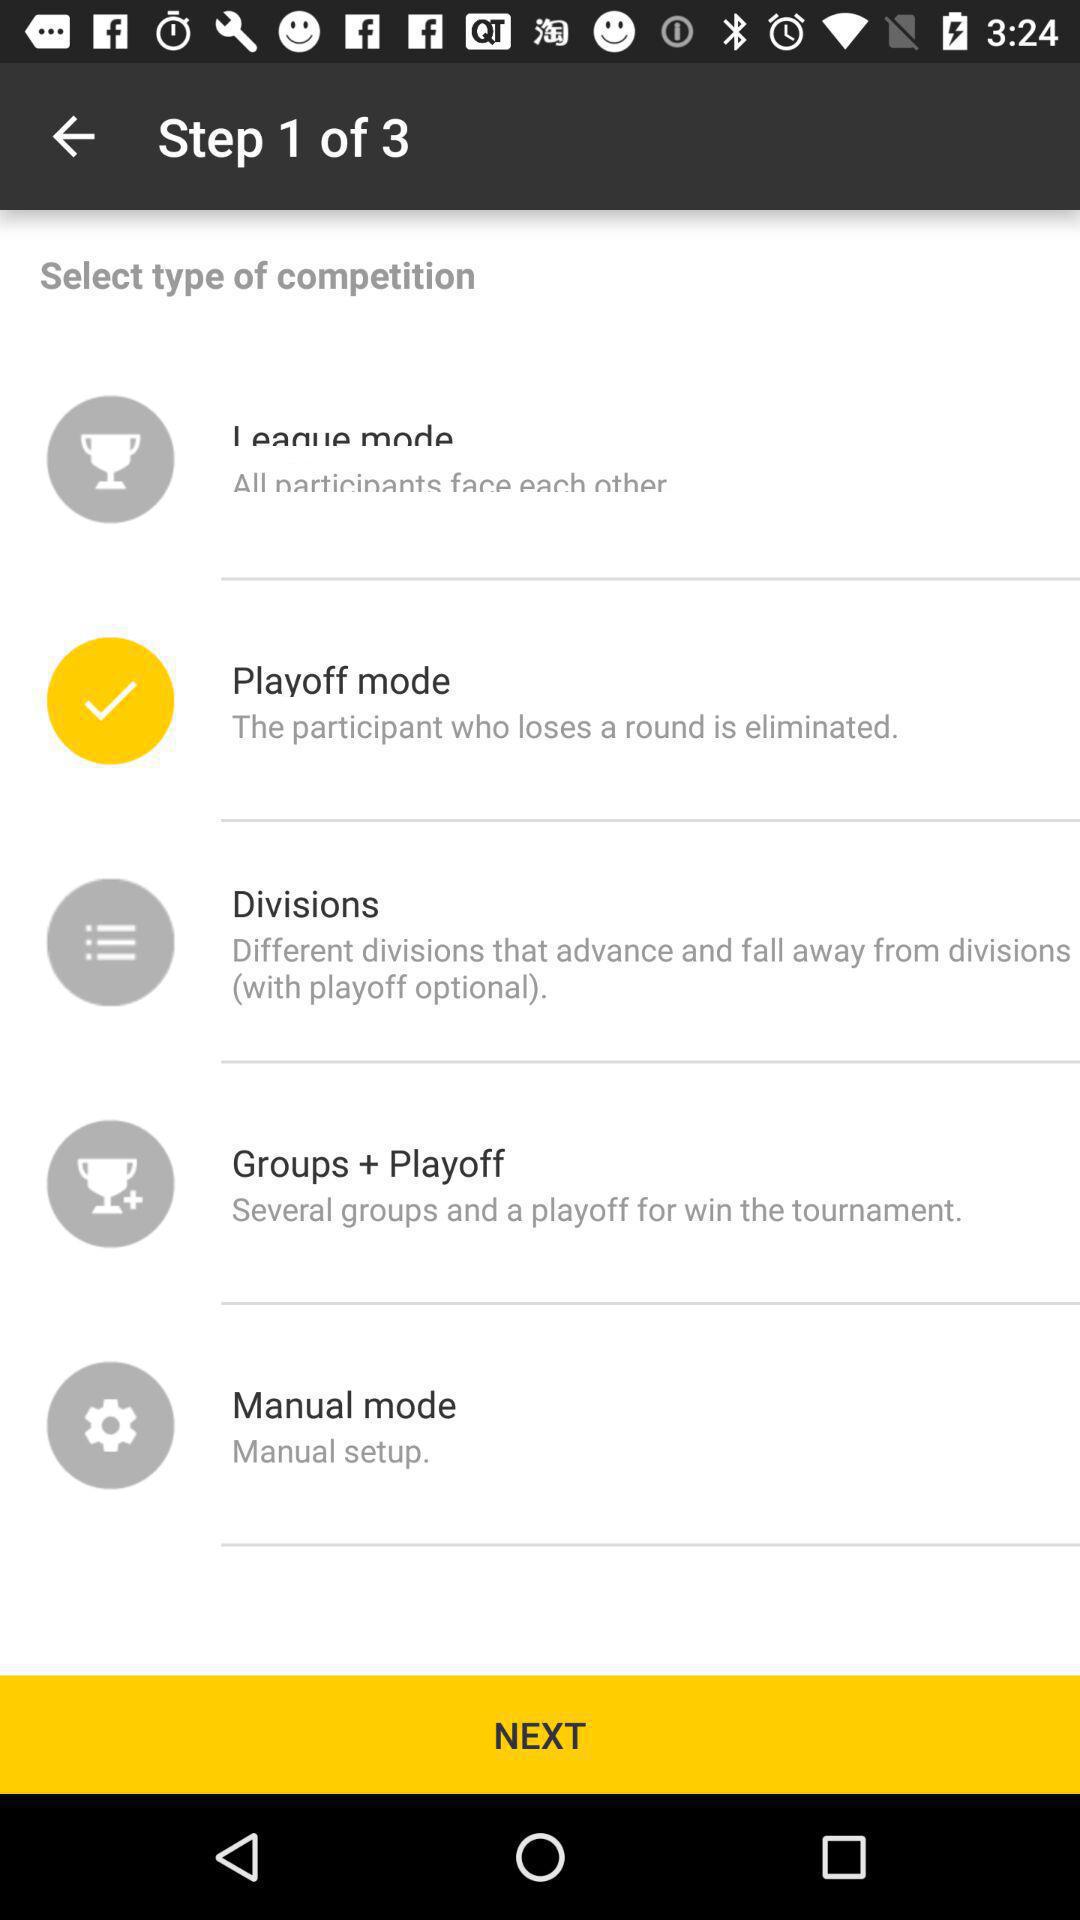 QT 淘 3:24
Step 1 of 3
Select type of competition
League mode
All participants face each other
Playoff mode
The participant who loses a round is eliminated.
Divisions
Different divisions that advance and fall away from divisions
(with playoff optional).
Groups + Playoff
Several groups and a playoff for win the tournament.
Manual mode
Manual setup.
NEXT